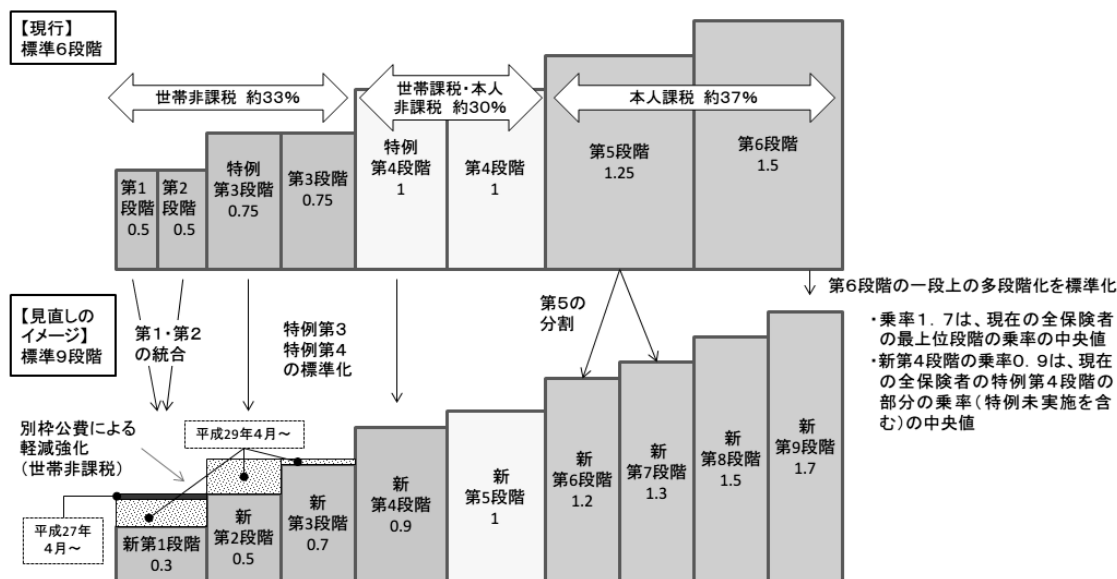 【現行】
標準6段階
世帯非課税 約33%
世帯課税・本人
非課税 約30%
本人課税 約37%
第1
段階
0.5
第2
段階
0.5
特例
第3段階
0.75
第3段階
0.75
特例
第4段階
1
第4段階
1
第5段階
1.25
第6段階
1.5
【見直しの
イメージ】
標準9段階
第1・第2
の統合
特例第3
特例第4
の標準化
第5の
分割
第6段階の一段上の多段階化を標準化
・乗率1.7は、現在の全保険者
の最上位段階の乗率の中央値
・新第4段階の乗率0.9は、現在
の全保険者の特例第4段階の
部分の乗率(特例未実施を含
む)の中央値
別枠公費による
軽減強化
(世帯非課税)
平成29年4月~
平成27年
4月~
新第1段階
0.3
新
第2段階
0.5
新
第3段階
0.7
新
第4段階
0.9
新
第5段階
1
新
第6段階
1.2
新
第7段階
1.3
新
第8段階
1.5
新
第9段階
1.7